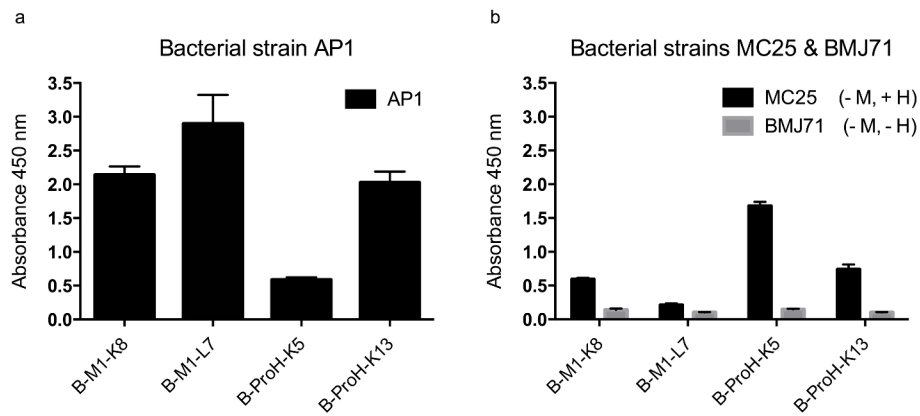 a
Bacterial strain AP1
Absorbance 450 nm
3.5
3.0
2.5
2.0
1.5
1.0
0.5
0.0
AP1
B-M1-K8
B-M1-L7
B-ProH-K5
B-ProH-K13
b
Bacterial strains MC25 & BMJ71
Absorbance 450 nm
3.5
3.0
2.5
2.0
1.5
1.0
0.5
0.0
MC25 (- M, + H)
BMJ71 (- M, - H)
B-M1-K8
B-M1-L7
B-ProH-K5
B-ProH-K13